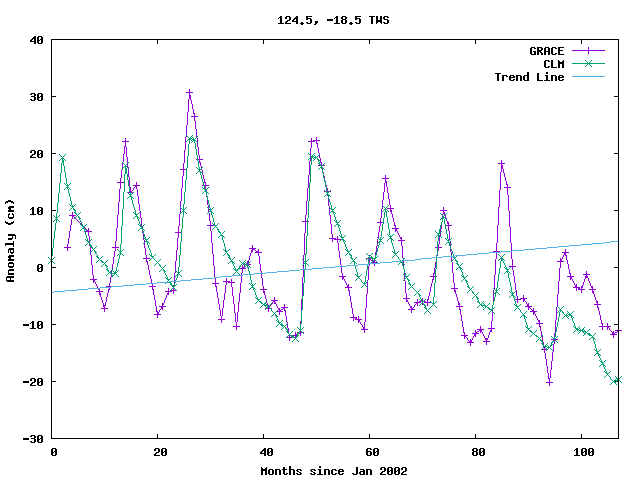 124.5, -18.5 TWS
GRACE
CLM
Trend Line
40
30
20
10
0
-10
-20
-30
Anomaly (cm)
0 20 40 60 80 100
Months since Jan 2002